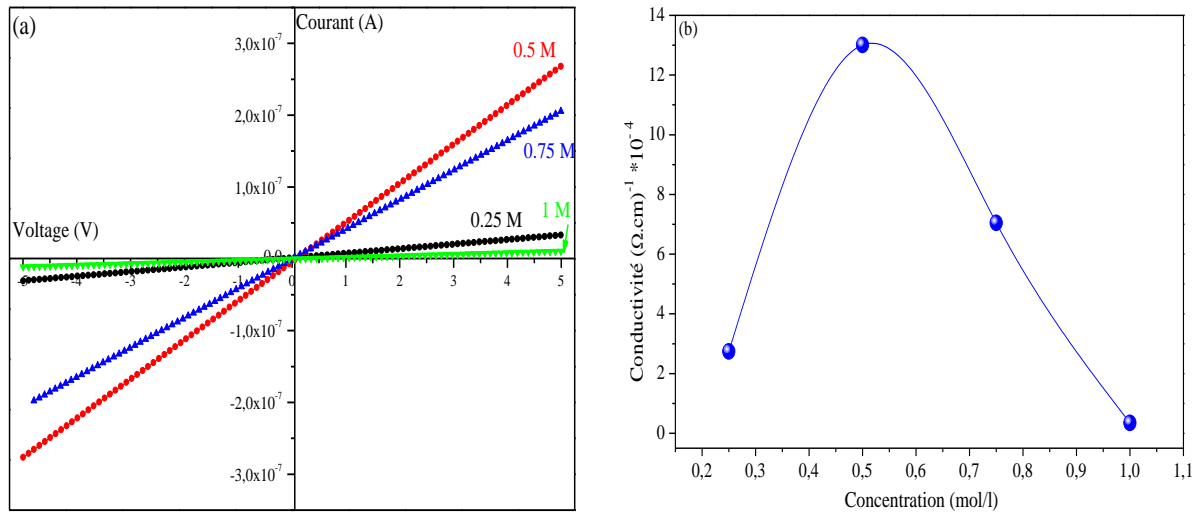 (a)
Courant (A)
3,0x10⁻⁷
0.5 M
2,0x10⁻⁷
0.75 M
1,0x10⁻⁷
0.25 M
1 M
Voltage (V)
0,0
-5 -4 -3 -2 -1 0 1 2 3 4 5
-1,0x10⁻⁷
-2,0x10⁻⁷
-3,0x10⁻⁷
(b)
14
12
10
8
6
4
2
0
Conductivité (Ω.cm)⁻¹ *10⁻⁴
0,2 0,3 0,4 0,5 0,6 0,7 0,8 0,9 1,0 1,1
Concentration (mol/l)